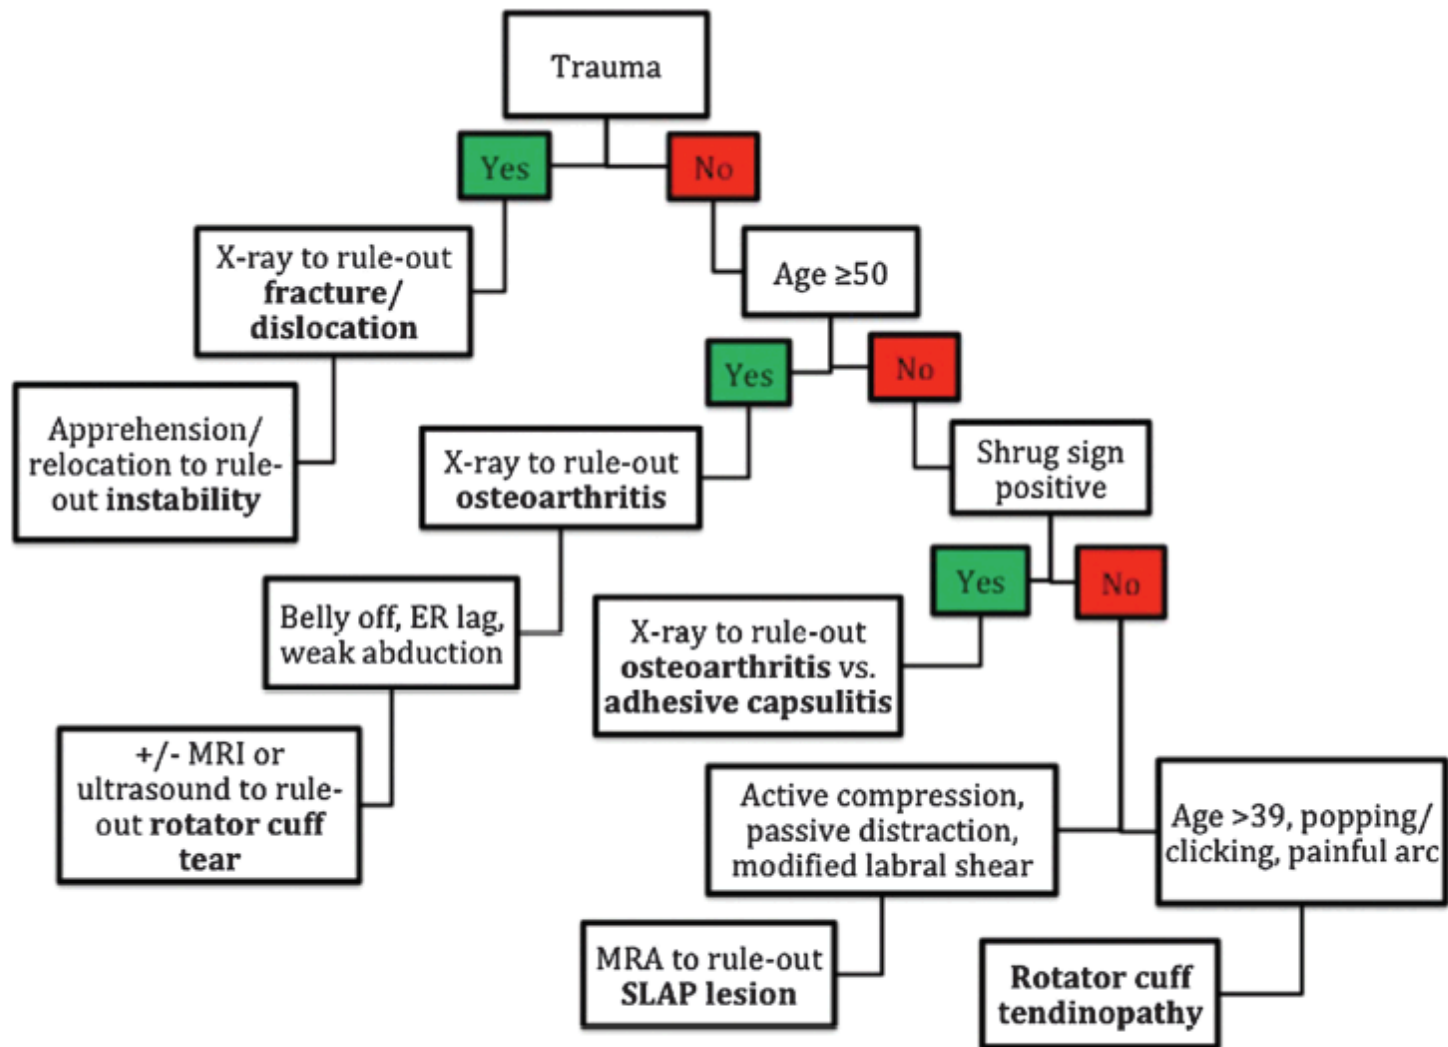 Trauma
Yes
No
X-ray to rule-out
fracture/
dislocation
Age ≥50
Apprehension/
relocation to rule-
out instability
Yes
No
X-ray to rule-out
osteoarthritis
Shrug sign
positive
Belly off, ER lag,
weak abduction
Yes
No
X-ray to rule-out
osteoarthritis vs.
adhesive capsulitis
+/- MRI or
ultrasound to rule-
out rotator cuff
tear
Active compression,
passive distraction,
modified labral shear
Age >39, popping/
clicking, painful arc
MRA to rule-out
SLAP lesion
Rotator cuff
tendinopathy